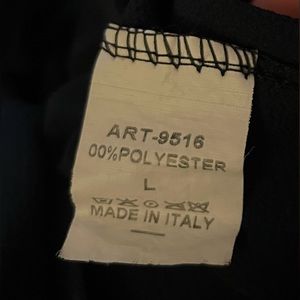 ART-9516
00%POLYESTER
L
MADE IN ITALY